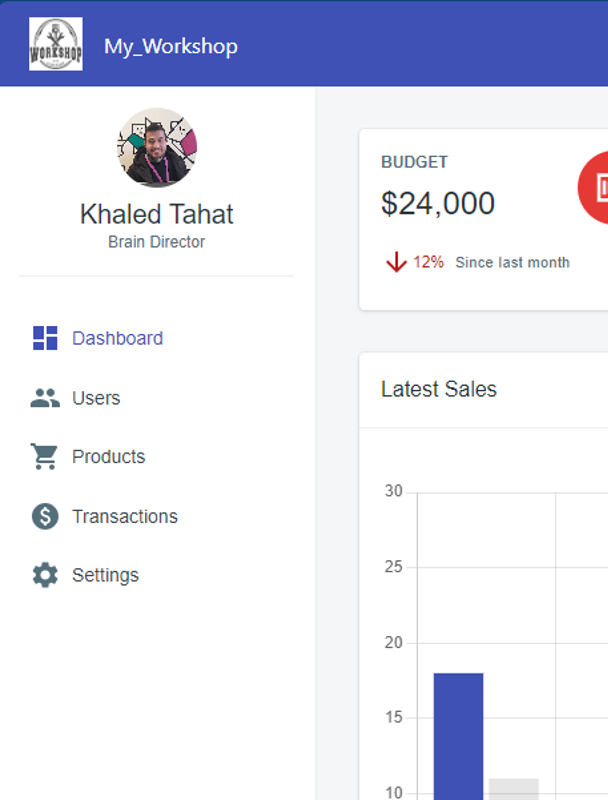 WORKSHOP
My_Workshop
Khaled Tahat
Brain Director
Dashboard
Users
Products
Transactions
Settings
BUDGET
$24,000
12% Since last month
Latest Sales
30
25
20
15
10